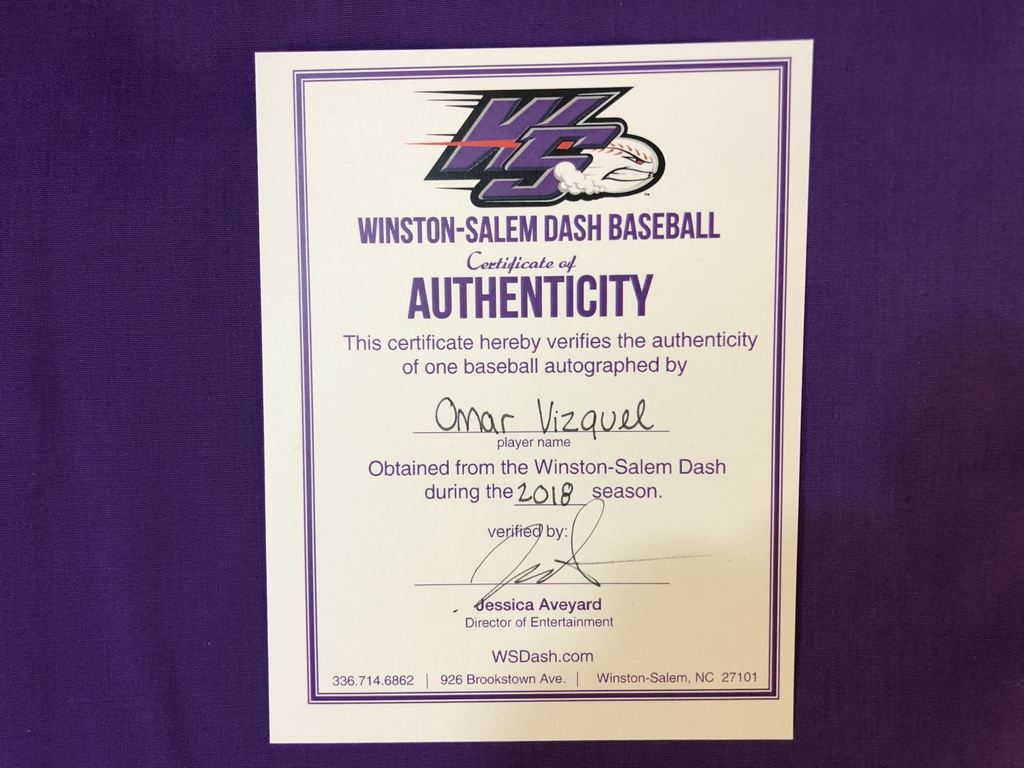 WS
WINSTON-SALEM DASH BASEBALL
Certificate of
AUTHENTICITY
This certificate hereby verifies the authenticity
of one baseball autographed by
Omar Vizquel
player name
Obtained from the Winston-Salem Dash
during the 2018 season.
verified by:
Jessica Aveyard
Director of Entertainment
WSDash.com
336.714.6862 | 926 Brookstown Ave. | Winston-Salem, NC 27101